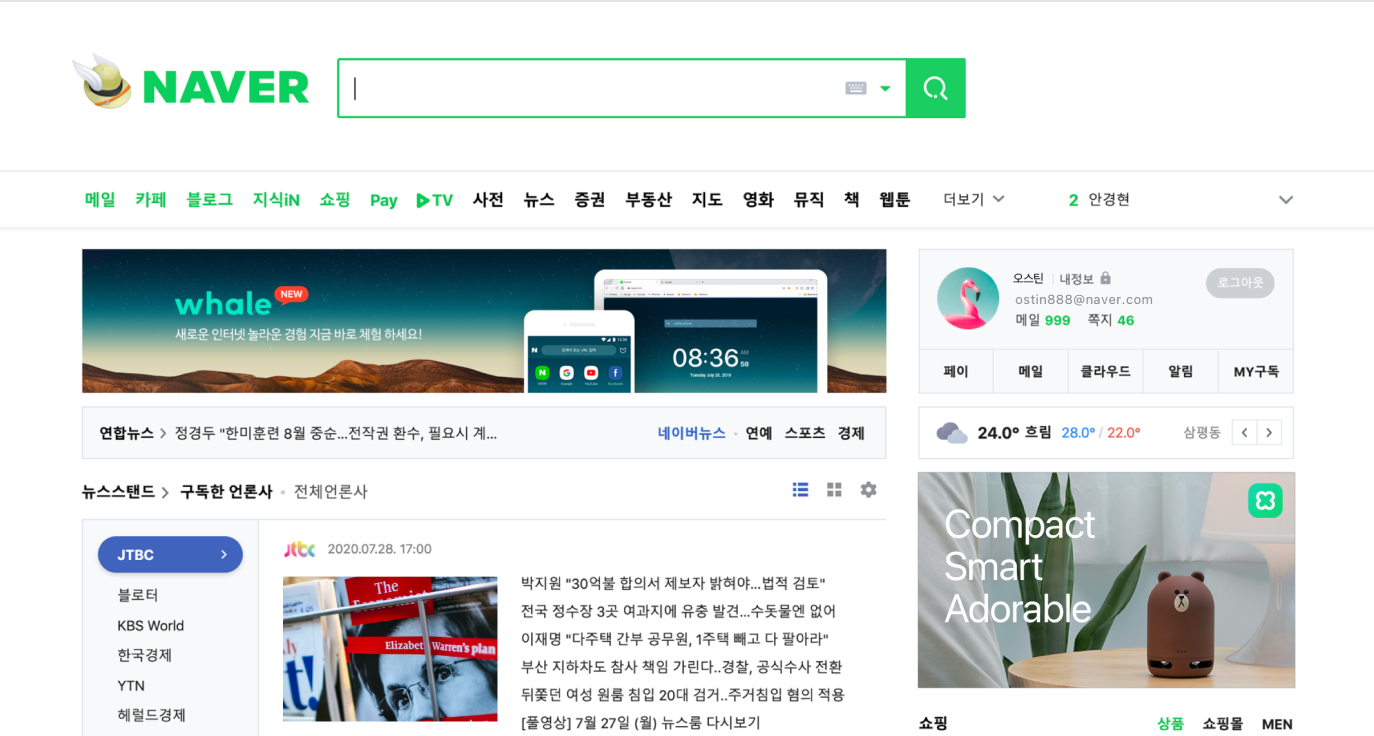 NAVER
메일 카페 블로그 지식iN 쇼핑 Pay TV 사전 뉴스 증권 부동산 지도 영화 뮤직 책 웹툰 더보기 2 안경현
whale NEW
새로운 인터넷 놀라운 경험 지금 바로 체험 하세요!
08:36 AM 58
Tuesday July 26, 2019
오스틴 내정보 로그아웃
ostin888@naver.com
메일 999 쪽지 46
페이 메일 클라우드 알림 MY구독
연합뉴스 > 정경두 "한미훈련 8월 중순...전작권 환수, 필요시 계... 네이버뉴스 · 연예 스포츠 경제
24.0° 흐림 28.0° / 22.0° 삼평동 < >
뉴스스탠드 > 구독한 언론사 · 전체언론사
JTBC >
블로터
KBS World
한국경제
YTN
헤럴드경제
jtbc 2020.07.28. 17:00
The
Economist
Elizabeth Warren's plan
박지원 "30억불 합의서 제보자 밝혀야...법적 검토"
전국 정수장 3곳 여과지에 유충 발견...수돗물엔 없어
이재명 "다주택 간부 공무원, 1주택 빼고 다 팔아라"
부산 지하차도 참사 책임 가린다..경찰, 공식수사 전환
뒤쫓던 여성 원룸 침입 20대 검거..주거침입 혐의 적용
[풀영상] 7월 27일 (월) 뉴스룸 다시보기
Compact
Smart
Adorable
쇼핑 상품 쇼핑몰 MEN